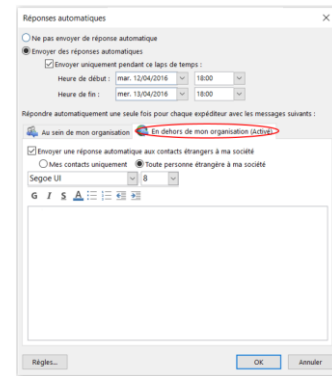 Réponses automatiques
Ne pas envoyer de réponse automatique
Envoyer des réponses automatiques
Envoyer uniquement pendant ce laps de temps :
Heure de début : mar. 12/04/2016 18:00
Heure de fin : mer. 13/04/2016 18:00
Répondre automatiquement une seule fois pour chaque expéditeur avec les messages suivants :
Au sein de mon organisation En dehors de mon organisation (Activé)
Envoyer une réponse automatique aux contacts étrangers à ma société
Mes contacts uniquement Toute personne étrangère à ma société
Segoe UI 8
G I S A
Règles... OK Annuler